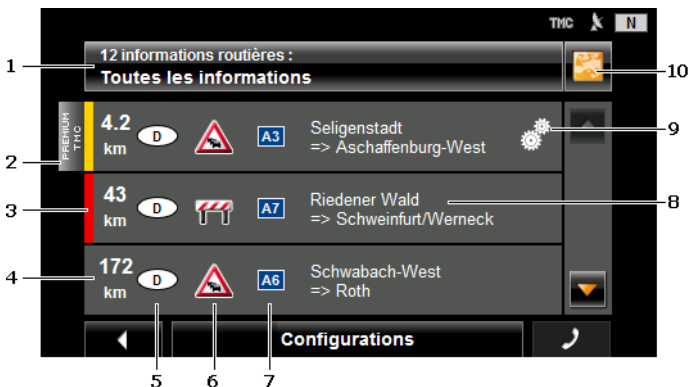 TMC N
1 12 informations routières :
Toutes les informations 10
2 PREMIUM TMC 4.2 km D A3 Seligenstadt
=> Aschaffenburg-West 9
3 43 km D A7 Riedener Wald
=> Schweinfurt/Werneck 8
4 172 km D A6 Schwabach-West
=> Roth
Configurations
5 6 7